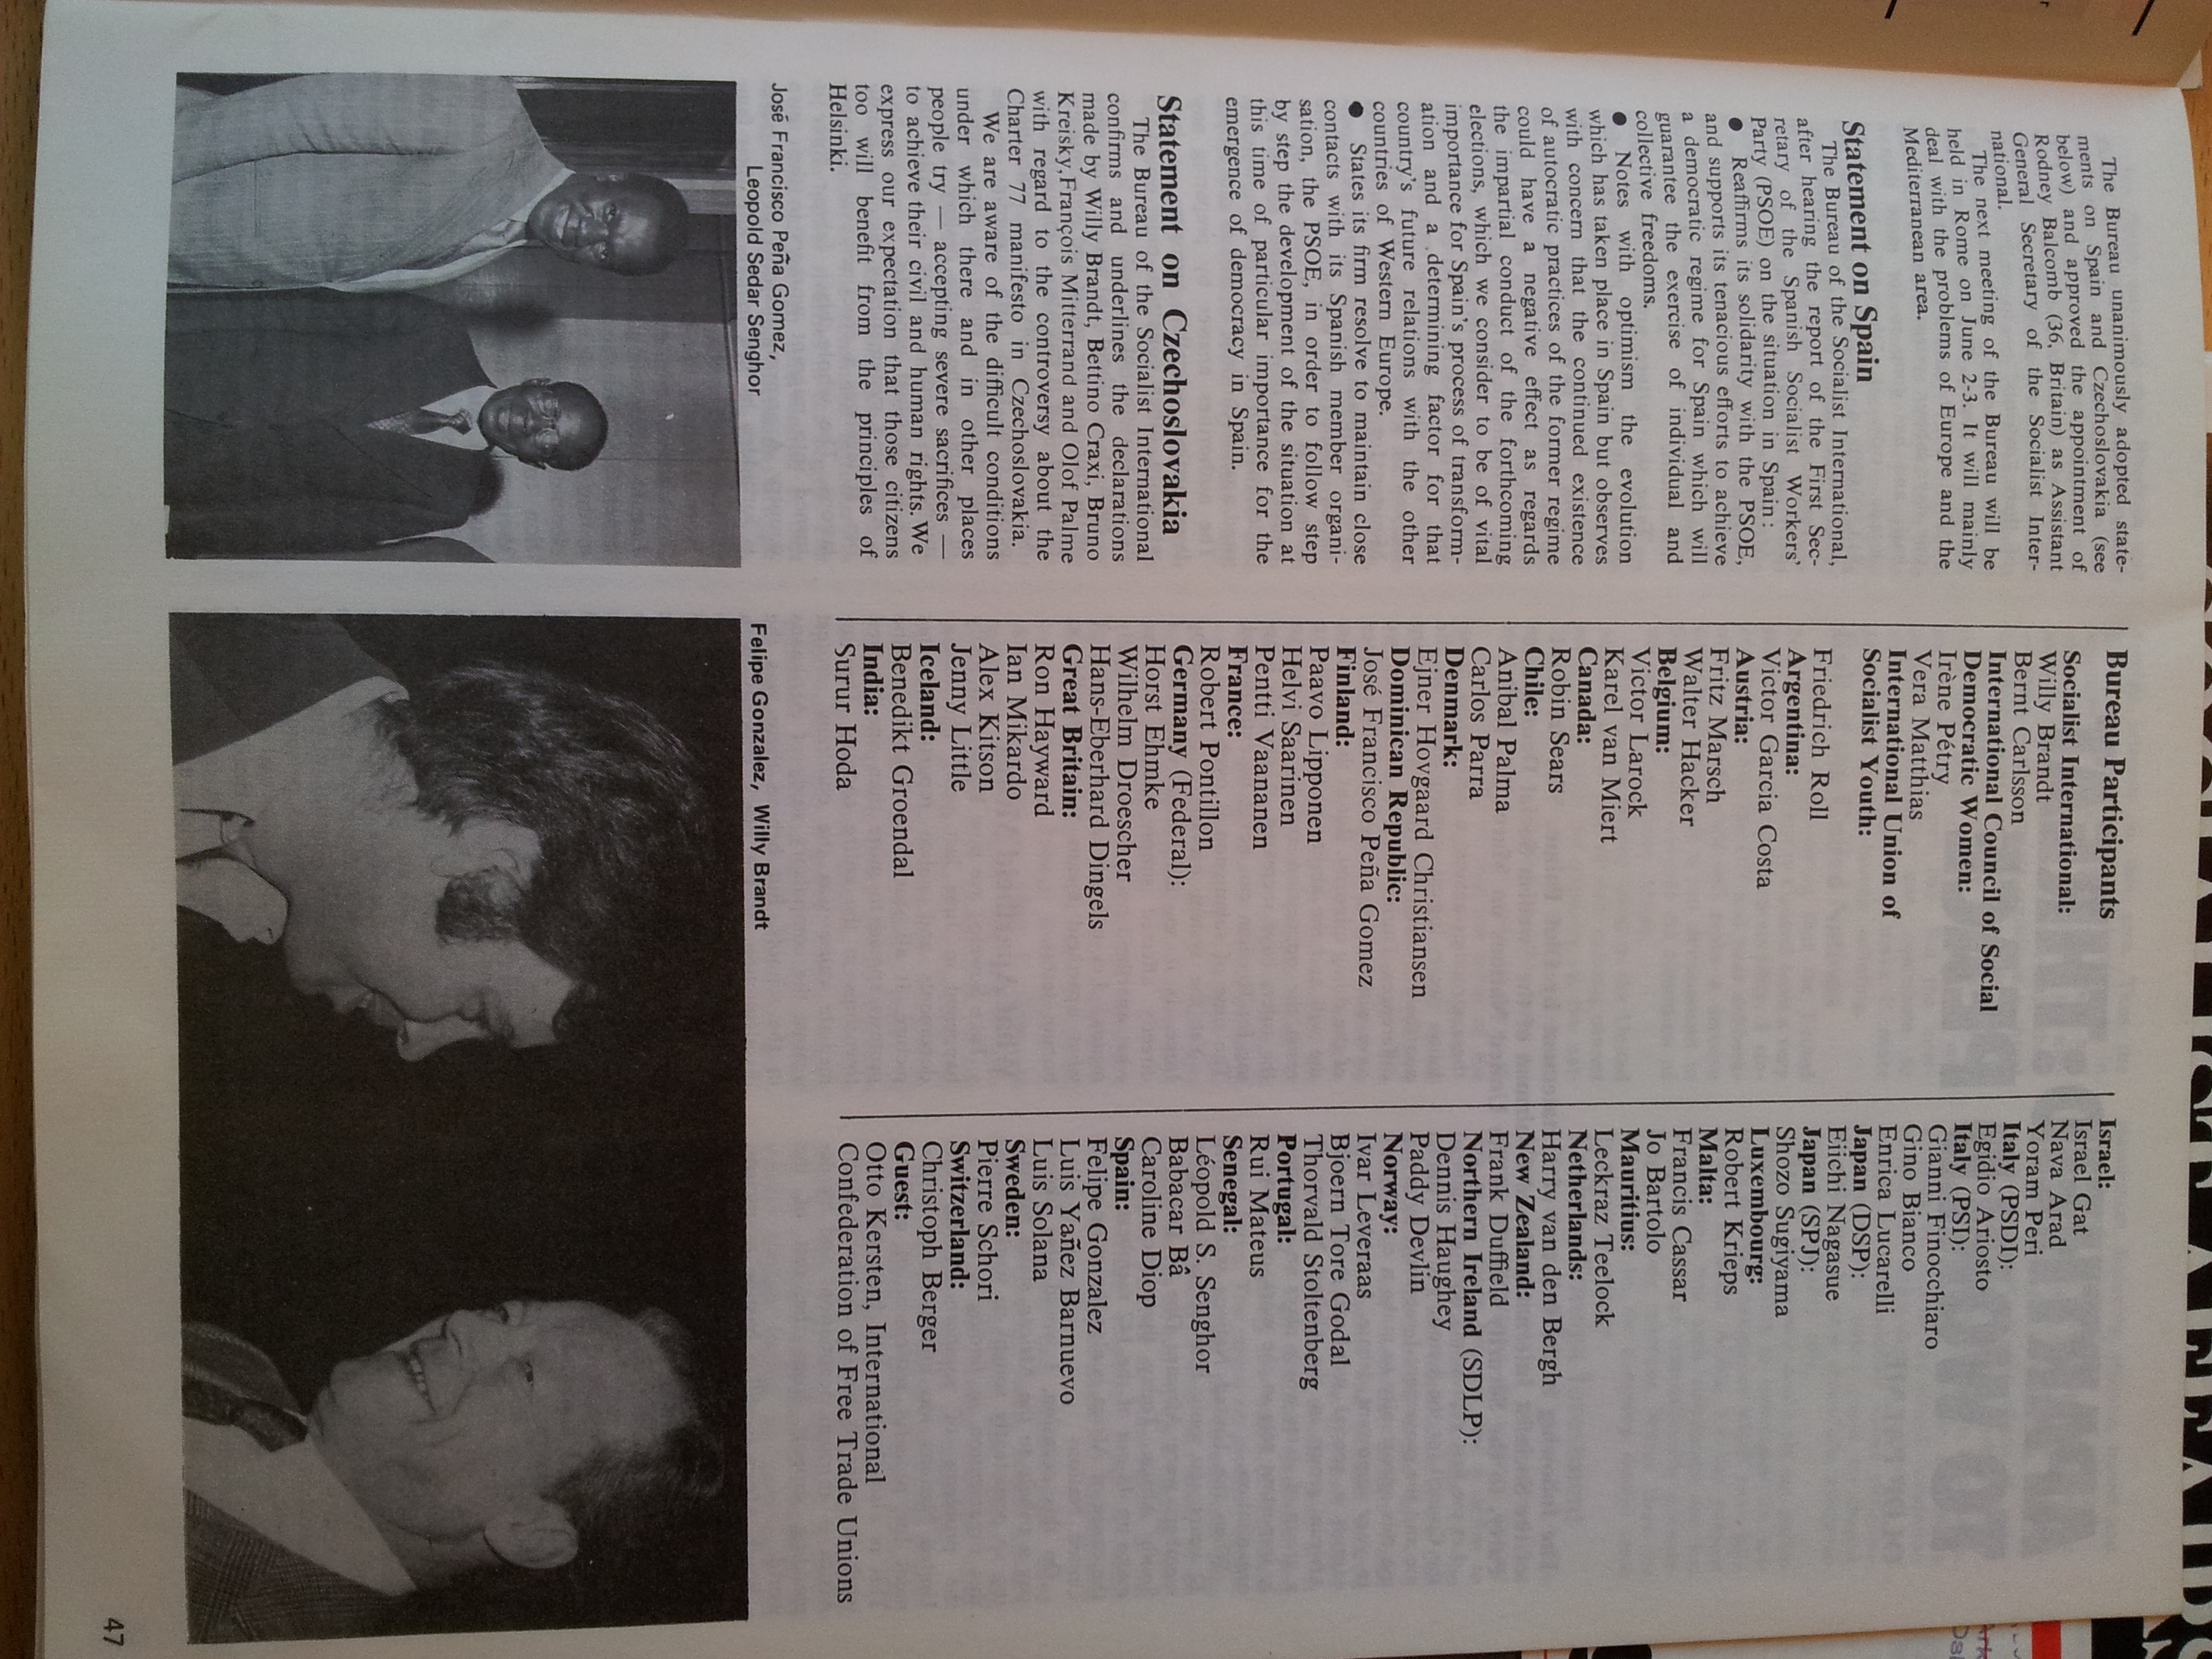 The Bureau unanimously adopted state-
ments on Spain and Czechoslovakia (see
below) and approved the appointment of
Rodney Balcomb (36, Britain) as Assistant
General Secretary of the Socialist Inter-
national.
The next meeting of the Bureau will be
held in Rome on June 2-3. It will mainly
deal with the problems of Europe and the
Mediterranean area.
Statement on Spain
The Bureau of the Socialist International,
after hearing the report of the First Sec-
retary of the Spanish Socialist Workers'
Party (PSOE) on the situation in Spain:
● Reaffirms its solidarity with the PSOE,
and supports its tenacious efforts to achieve
a democratic regime for Spain which will
guarantee the exercise of individual and
collective freedoms.
● Notes with optimism the evolution
which has taken place in Spain but observes
with concern that the continued existence
of autocratic practices of the former regime
could have a negative effect as regards
the impartial conduct of the forthcoming
elections, which we consider to be of vital
importance for Spain's process of transform-
ation and a determining factor for that
country's future relations with the other
countries of Western Europe.
● States its firm resolve to maintain close
contacts with its Spanish member organi-
sation, the PSOE, in order to follow step
by step the development of the situation at
this time of particular importance for the
emergence of democracy in Spain.
Statement on Czechoslovakia
The Bureau of the Socialist International
confirms and underlines the declarations
made by Willy Brandt, Bettino Craxi, Bruno
Kreisky, François Mitterrand and Olof Palme
with regard to the controversy about the
Charter 77 manifesto in Czechoslovakia.
We are aware of the difficult conditions
under which there and in other places
people try — accepting severe sacrifices —
to achieve their civil and human rights. We
express our expectation that those citizens
too will benefit from the principles of
Helsinki.
José Francisco Peña Gomez,
Leopold Sedar Senghor
Bureau Participants
Socialist International:
Willy Brandt
Bernt Carlsson
International Council of Social
Democratic Women:
Irène Pétry
Vera Matthias
International Union of
Socialist Youth:
Friedrich Roll
Argentina:
Victor Garcia Costa
Austria:
Fritz Marsch
Walter Hacker
Belgium:
Victor Larock
Karel van Miert
Canada:
Robin Sears
Chile:
Anibal Palma
Carlos Parra
Denmark:
Ejner Hovgaard Christiansen
Dominican Republic:
José Francisco Peña Gomez
Finland:
Paavo Lipponen
Helvi Saarinen
Pentti Vaananen
France:
Robert Pontillon
Germany (Federal):
Horst Ehmke
Wilhelm Droescher
Hans-Eberhard Dingels
Great Britain:
Ron Hayward
Ian Mikardo
Alex Kitson
Jenny Little
Iceland:
Benedikt Groendal
India:
Surur Hoda
Israel:
Israel Gat
Nava Arad
Yoram Peri
Italy (PSDI):
Egidio Ariosto
Italy (PSI):
Gianni Finocchiaro
Gino Bianco
Enrica Lucarelli
Japan (DSP):
Eiichi Nagasue
Japan (SPJ):
Shozo Sugiyama
Luxembourg:
Robert Krieps
Malta:
Francis Cassar
Jo Bartolo
Mauritius:
Leckraz Teelock
Netherlands:
Harry van den Bergh
New Zealand:
Frank Duffield
Northern Ireland (SDLP):
Dennis Haughey
Paddy Devlin
Norway:
Ivar Leveraas
Bjoern Tore Godal
Thorvald Stoltenberg
Portugal:
Rui Mateus
Senegal:
Léopold S. Senghor
Babacar Bâ
Caroline Diop
Spain:
Felipe Gonzalez
Luis Yañez Barnuevo
Luis Solana
Sweden:
Pierre Schori
Switzerland:
Christoph Berger
Guest:
Otto Kersten, International
Confederation of Free Trade Unions
Felipe Gonzalez, Willy Brandt
47